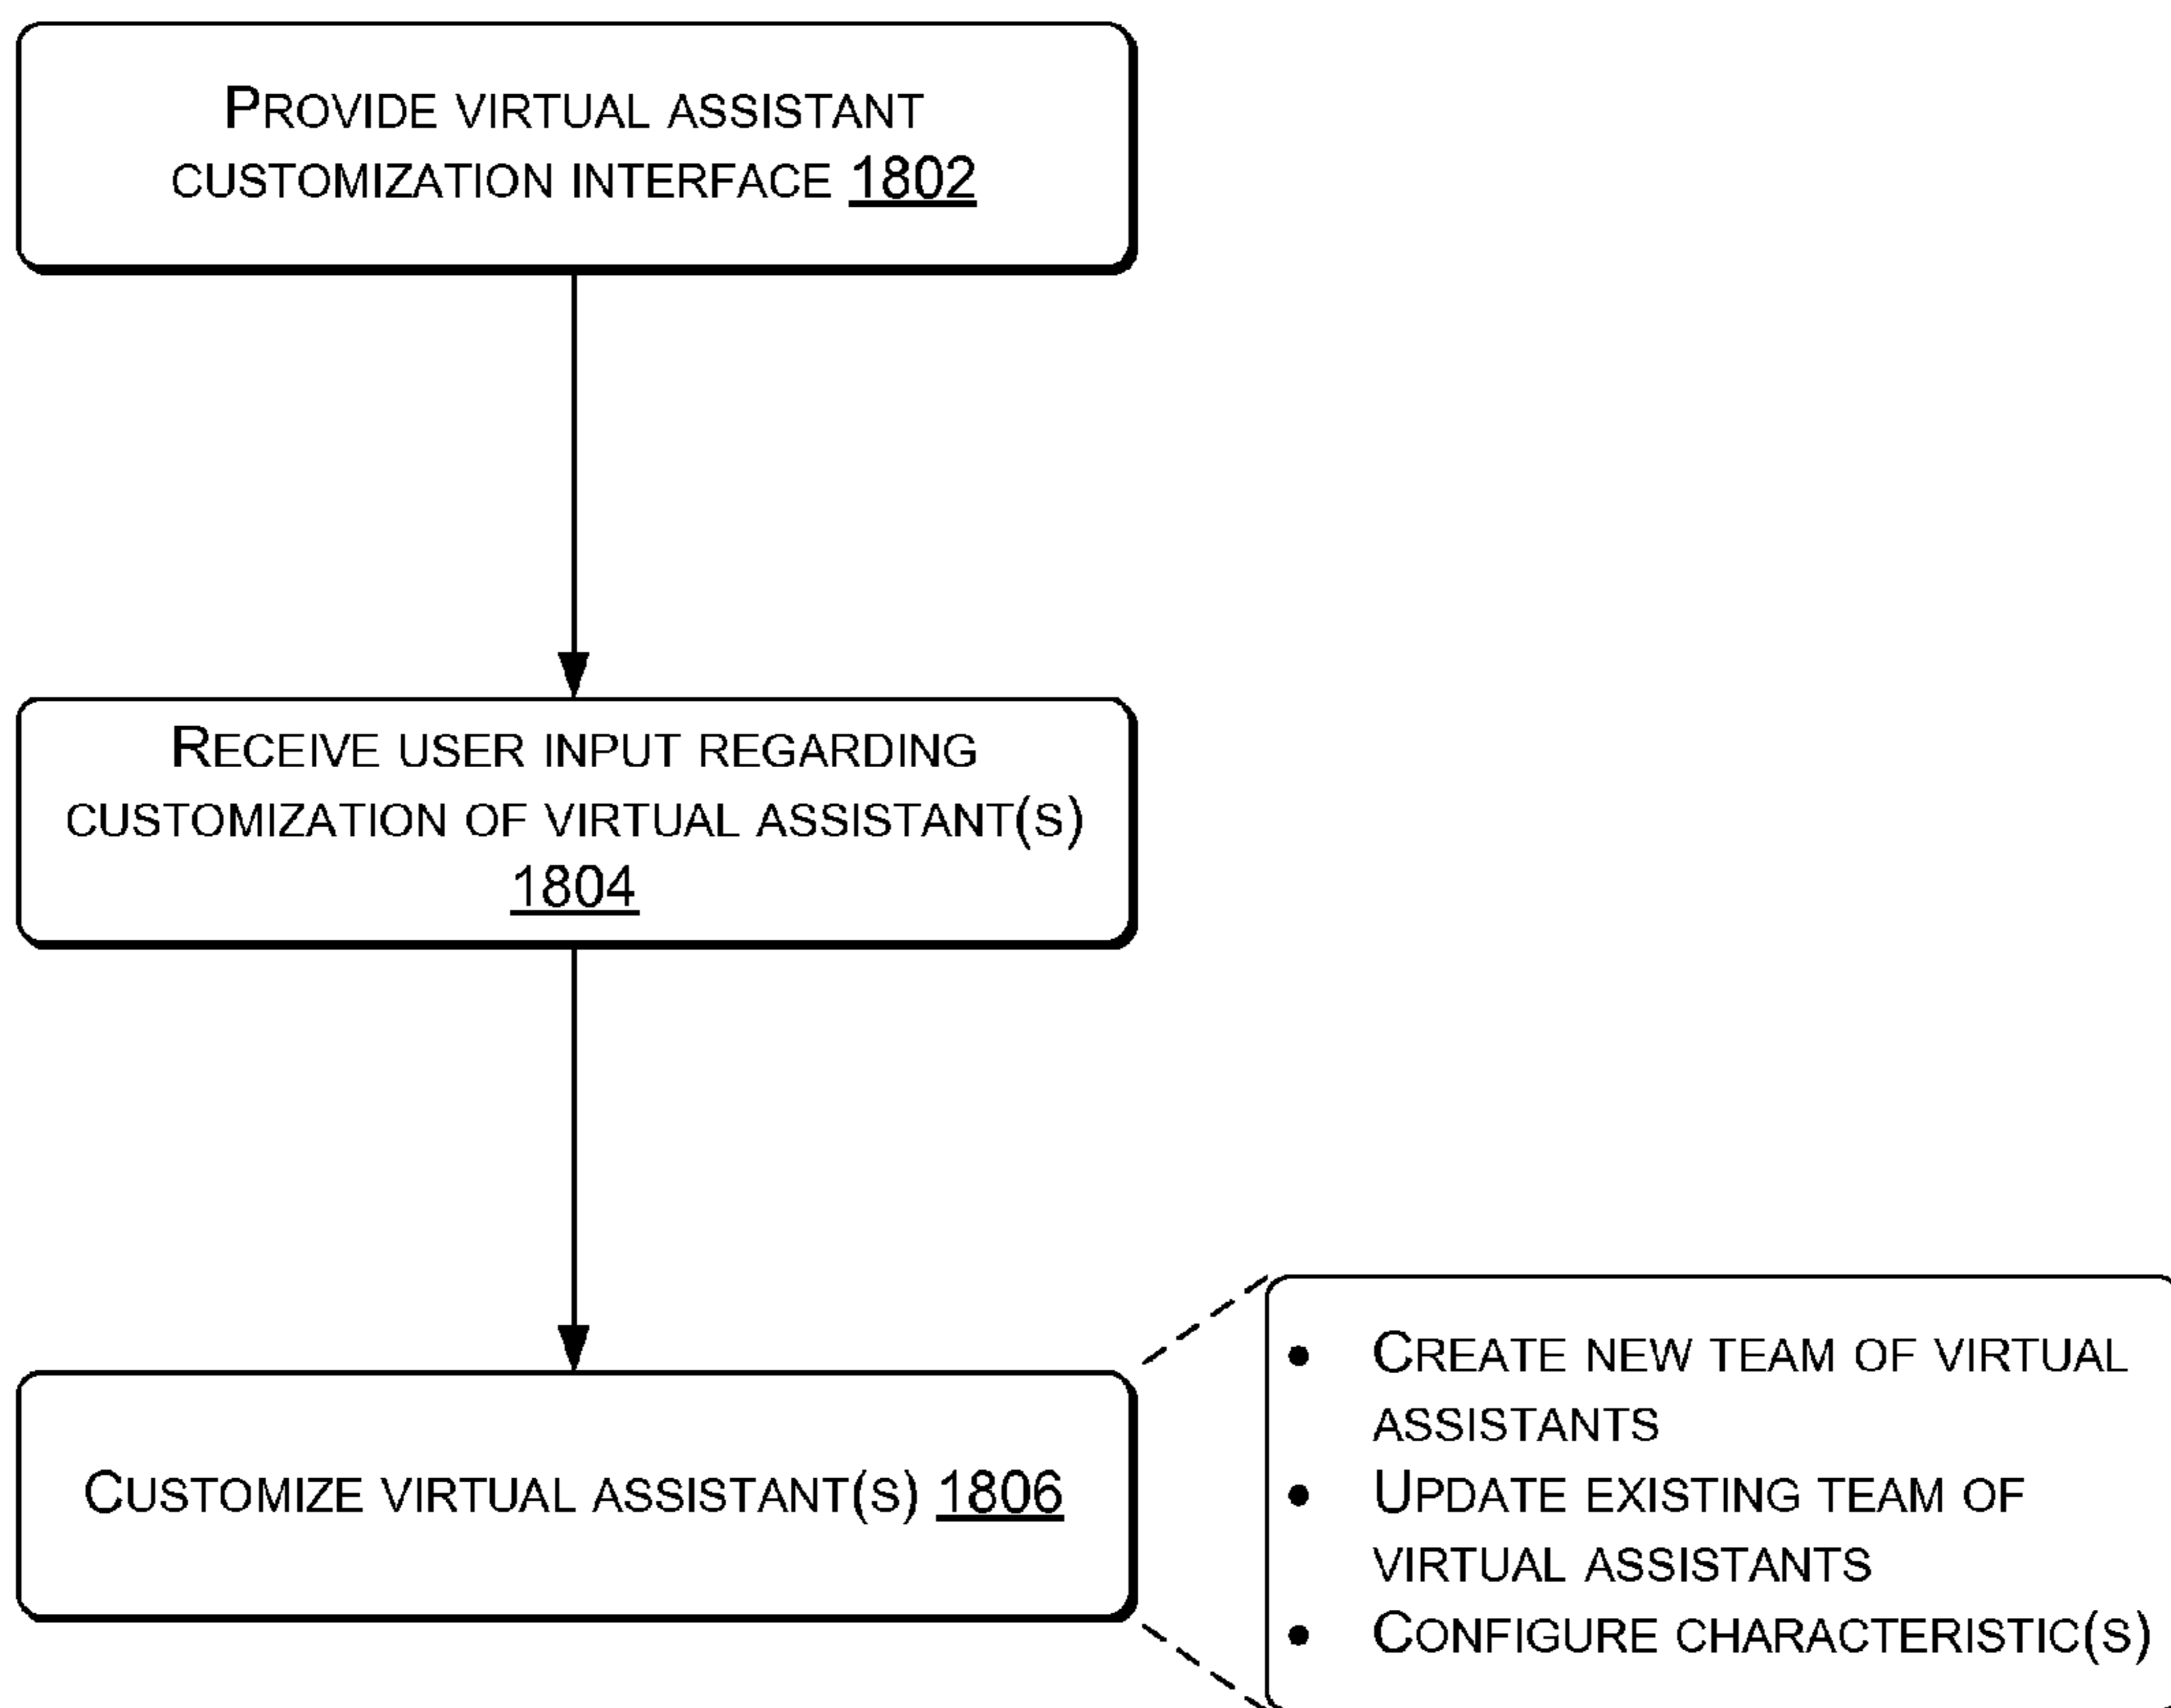 PROVIDE VIRTUAL ASSISTANT
CUSTOMIZATION INTERFACE 1802
RECEIVE USER INPUT REGARDING
CUSTOMIZATION OF VIRTUAL ASSISTANT(S)
1804
CUSTOMIZE VIRTUAL ASSISTANT(S) 1806
• CREATE NEW TEAM OF VIRTUAL
ASSISTANTS
• UPDATE EXISTING TEAM OF
VIRTUAL ASSISTANTS
• CONFIGURE CHARACTERISTIC(S)